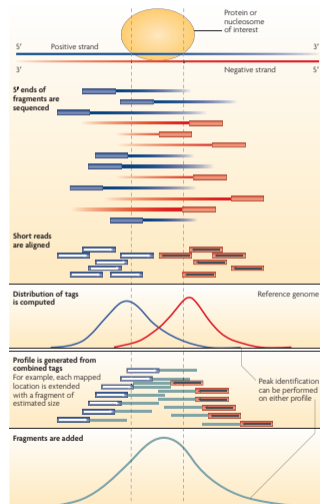 Protein or
nucleosome
of interest
5′
Positive strand
3′
3′
Negative strand
5′
5′ ends of
fragments are
sequenced
Short reads
are aligned
Distribution of tags
is computed
Reference genome
Profile is generated from
combined tags
For example, each mapped
location is extended
with a fragment of
estimated size
Peak identification
can be performed
on either profile
Fragments are added